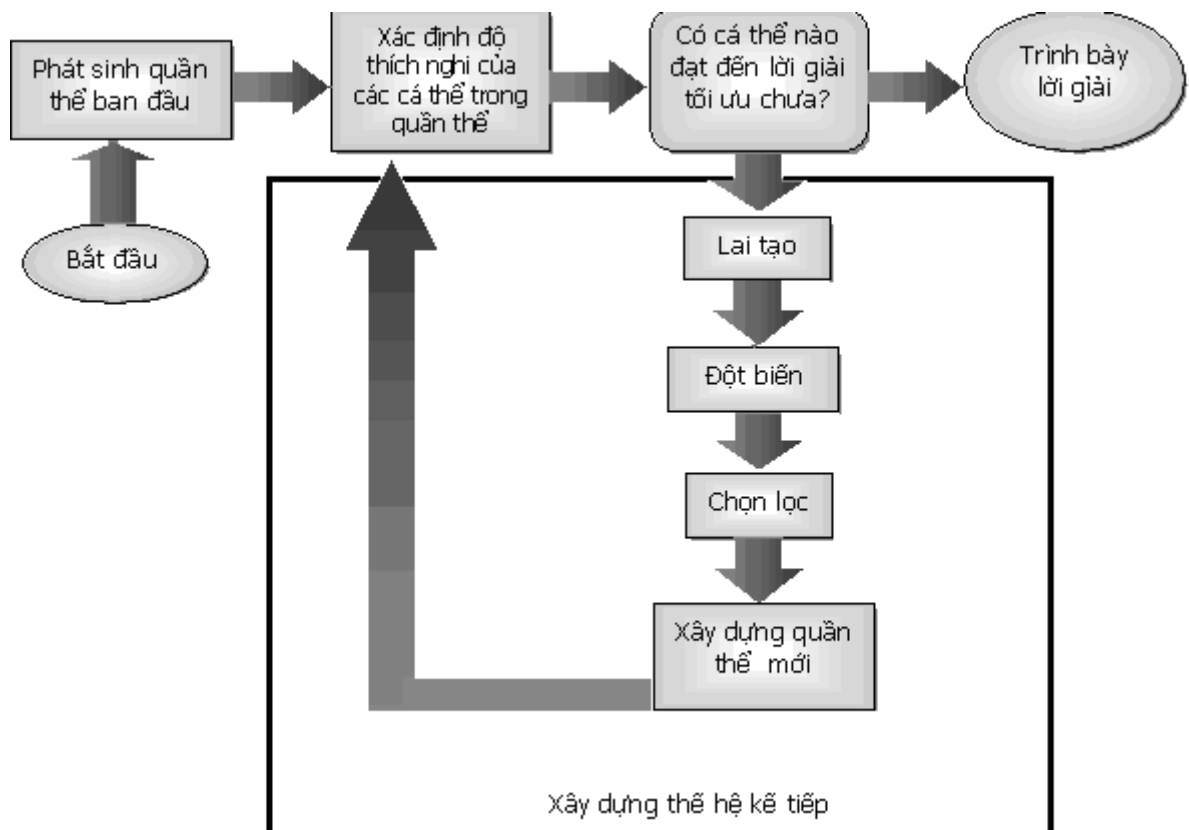 Phát sinh quần
thể ban đầu
Xác định độ
thích nghi của
các cá thể trong
quần thể
Có cá thể nào
đạt đến lời giải
tối ưu chưa?
Trình bày
lời giải
Bắt đầu
Lai tạo
Đột biến
Chọn lọc
Xây dựng quần
thể mới
Xây dựng thế hệ kế tiếp